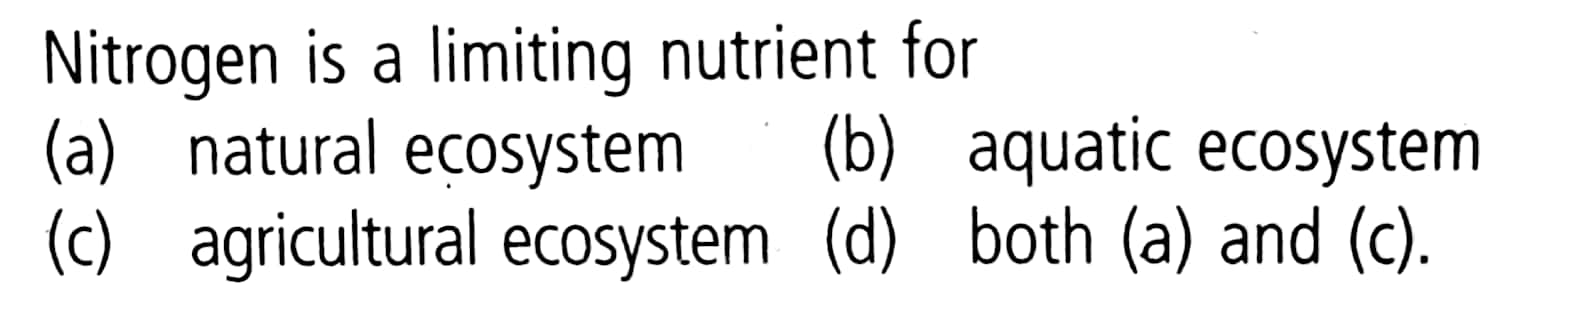 Nitrogen is a limiting nutrient for
(a) natural ecosystem (b) aquatic ecosystem
(c) agricultural ecosystem (d) both (a) and (c).